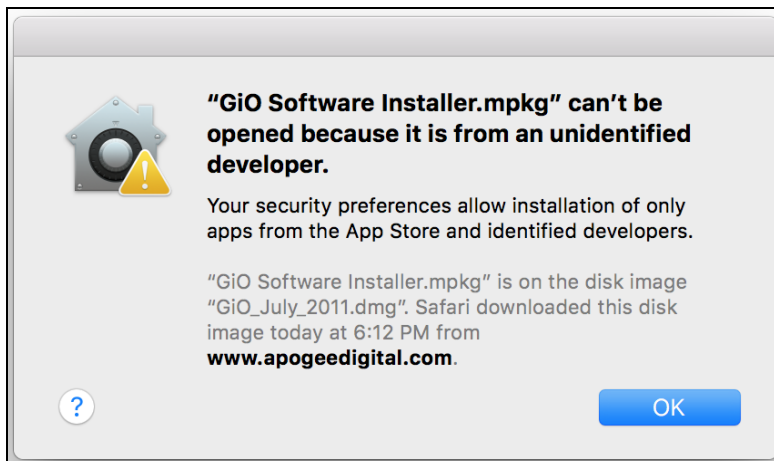 “GiO Software Installer.mpkg” can’t be
opened because it is from an unidentified
developer.
Your security preferences allow installation of only
apps from the App Store and identified developers.
“GiO Software Installer.mpkg” is on the disk image
“GiO_July_2011.dmg”. Safari downloaded this disk
image today at 6:12 PM from
www.apogeedigital.com.
?
OK